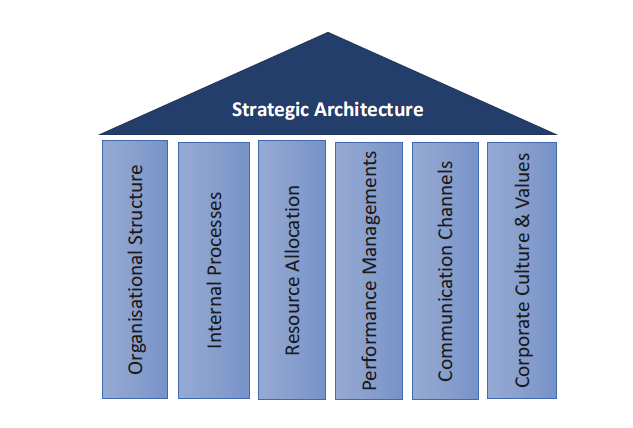 Strategic Architecture
Organisational Structure
Internal Processes
Resource Allocation
Performance Managements
Communication Channels
Corporate Culture & Values